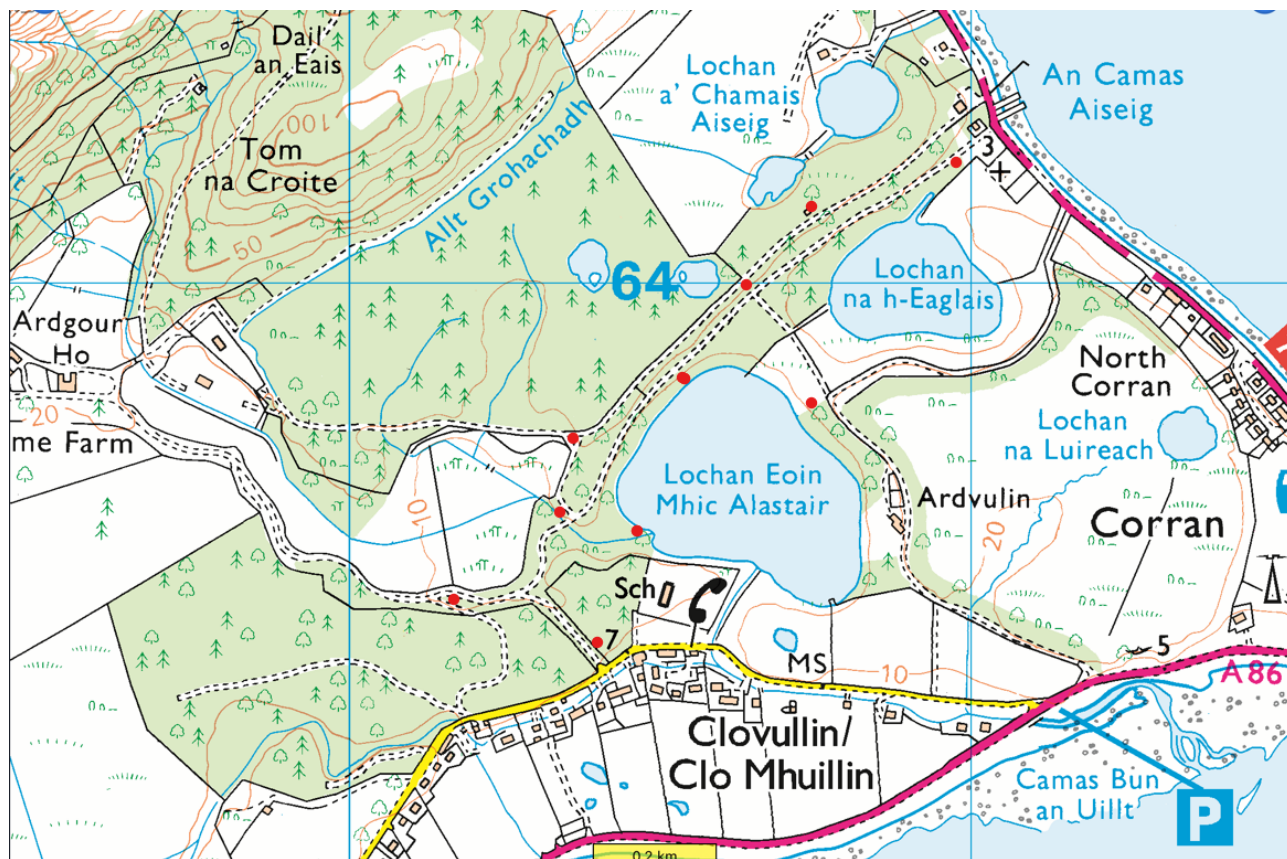 Dail
an Eais
Lochan
a' Chamais
Aiseig
An Camas
Aiseig
100
Tom
na Croite
Allt Grohachadh
3
50
64
Lochan
na h-Eaglais
Ardgour
Ho
North
Corran
20
me Farm
Lochan
na Luireach
Lochan Eoin
Mhic Alastair
Ardvulin
10
20
Corran
Sch
7
5
MS
10
A86
Clovullin/
Clo Mhuillin
Camas Bun
an Uillt
P
0.2 km